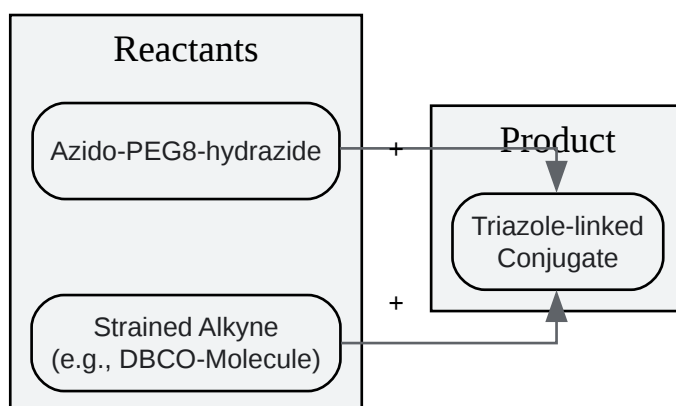 Reactants
Azido-PEG8-hydrazide
+
Product
Triazole-linked
Conjugate
+
Strained Alkyne
(e.g., DBCO-Molecule)